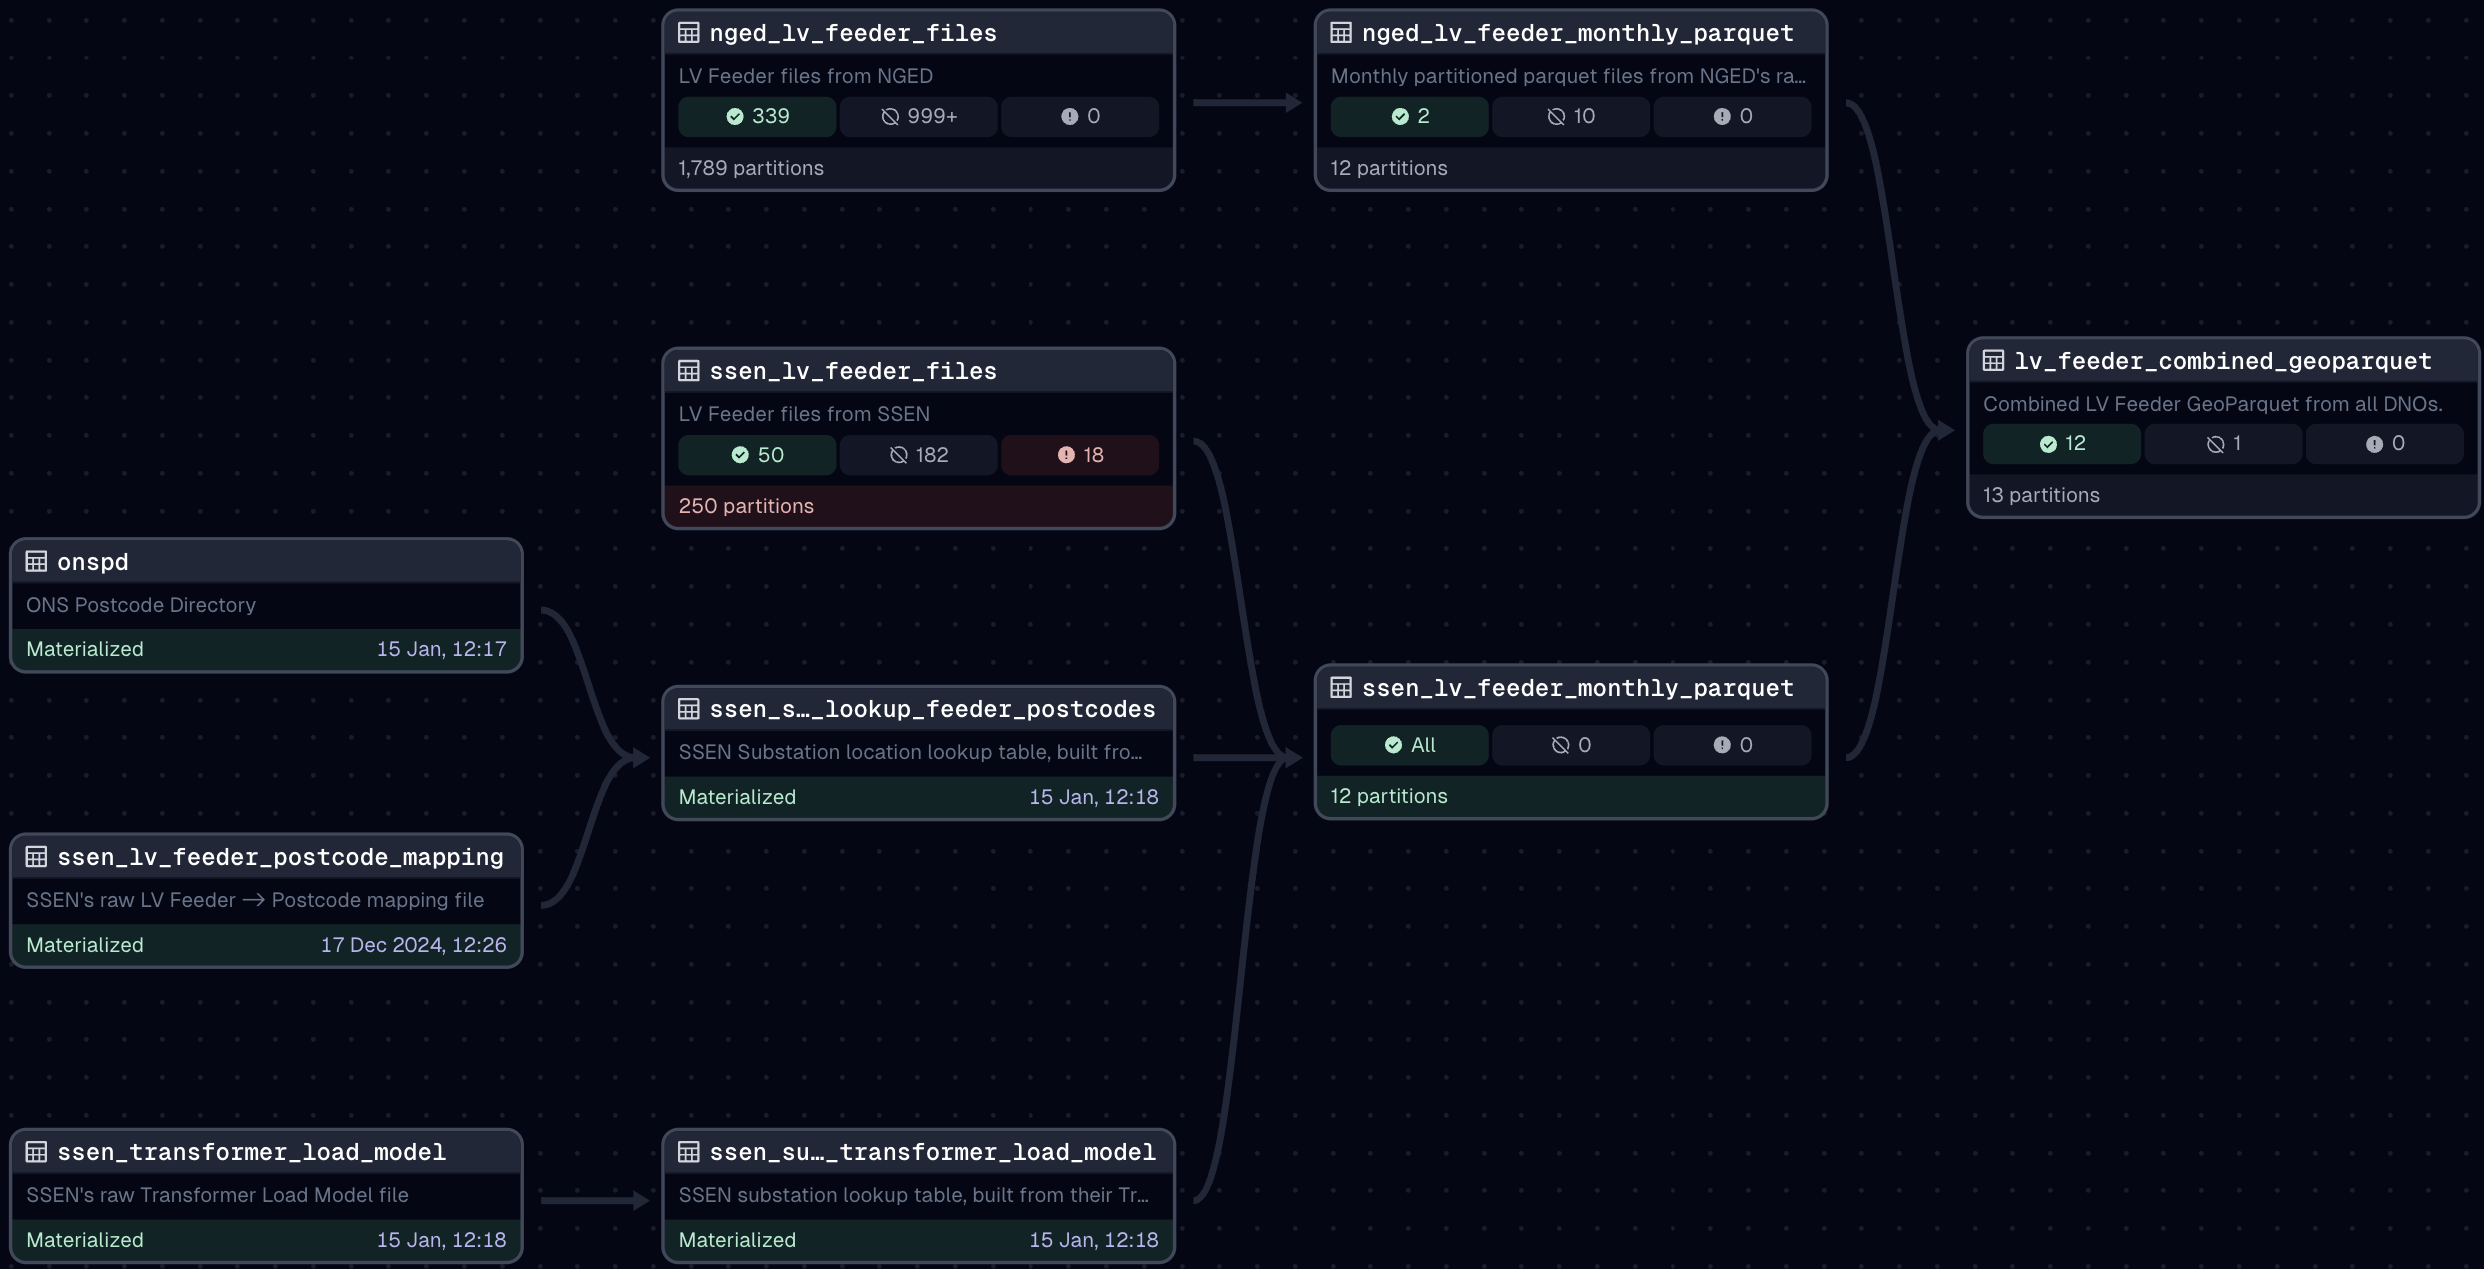 nged_lv_feeder_files
LV Feeder files from NGED
339 999+ 0
1,789 partitions
nged_lv_feeder_monthly_parquet
Monthly partitioned parquet files from NGED's ra…
2 10 0
12 partitions
ssen_lv_feeder_files
LV Feeder files from SSEN
50 182 18
250 partitions
lv_feeder_combined_geoparquet
Combined LV Feeder GeoParquet from all DNOs.
12 1 0
13 partitions
onspd
ONS Postcode Directory
Materialized 15 Jan, 12:17
ssen_s…_lookup_feeder_postcodes
SSEN Substation location lookup table, built fro…
Materialized 15 Jan, 12:18
ssen_lv_feeder_monthly_parquet
All 0 0
12 partitions
ssen_lv_feeder_postcode_mapping
SSEN's raw LV Feeder → Postcode mapping file
Materialized 17 Dec 2024, 12:26
ssen_transformer_load_model
SSEN's raw Transformer Load Model file
Materialized 15 Jan, 12:18
ssen_su…_transformer_load_model
SSEN substation lookup table, built from their Tr…
Materialized 15 Jan, 12:18